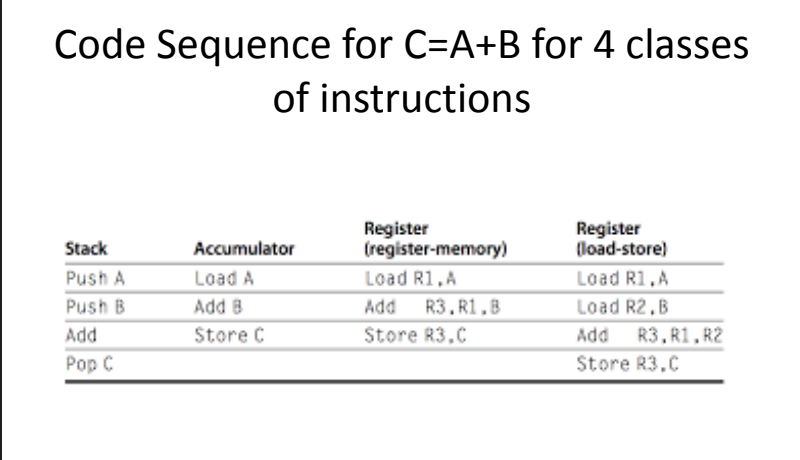 Code Sequence for C=A+B for 4 classes
of instructions
Register Register
Stack Accumulator (register-memory) (load-store)
Push A Load A Load R1,A Load R1,A
Push B Add B Add R3,R1,B Load R2,B
Add Store C Store R3,C Add R3,R1,R2
Pop C Store R3,C